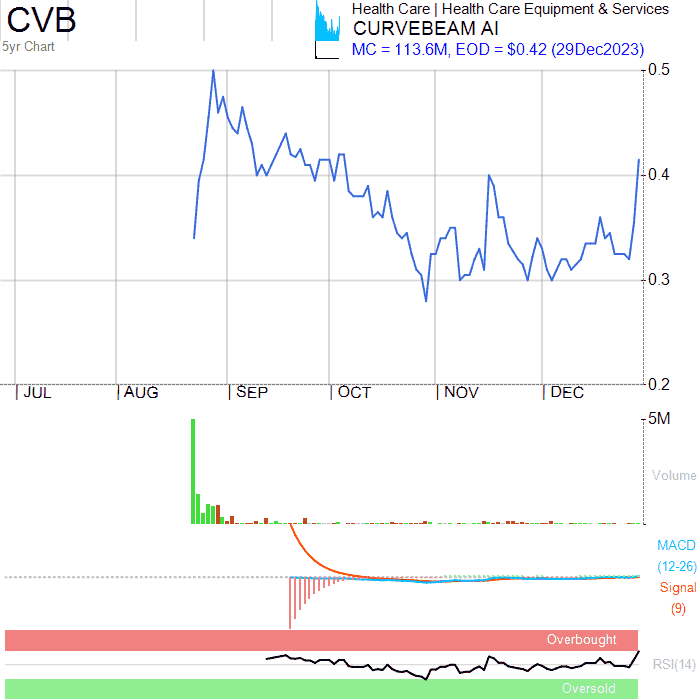 CVB
5yr Chart
Health Care | Health Care Equipment & Services
CURVEBEAM AI
MC = 113.6M, EOD = $0.42 (29Dec2023)
0.5
0.4
0.3
0.2
JUL
AUG
SEP
OCT
NOV
DEC
5M
Volume
MACD
(12-26)
Signal
(9)
Overbought
RSI(14)
Oversold